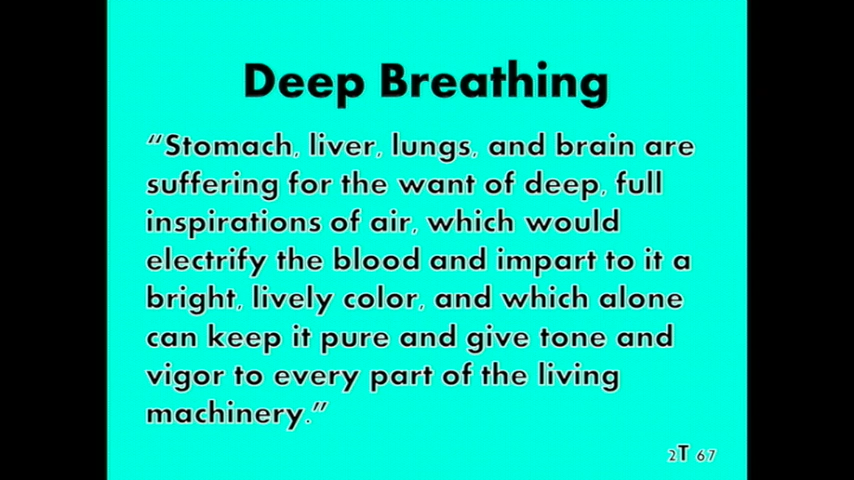 Deep Breathing
“Stomach, liver, lungs, and brain are
suffering for the want of deep, full
inspirations of air, which would
electrify the blood and impart to it a
bright, lively color, and which alone
can keep it pure and give tone and
vigor to every part of the living
machinery.”
2T 67